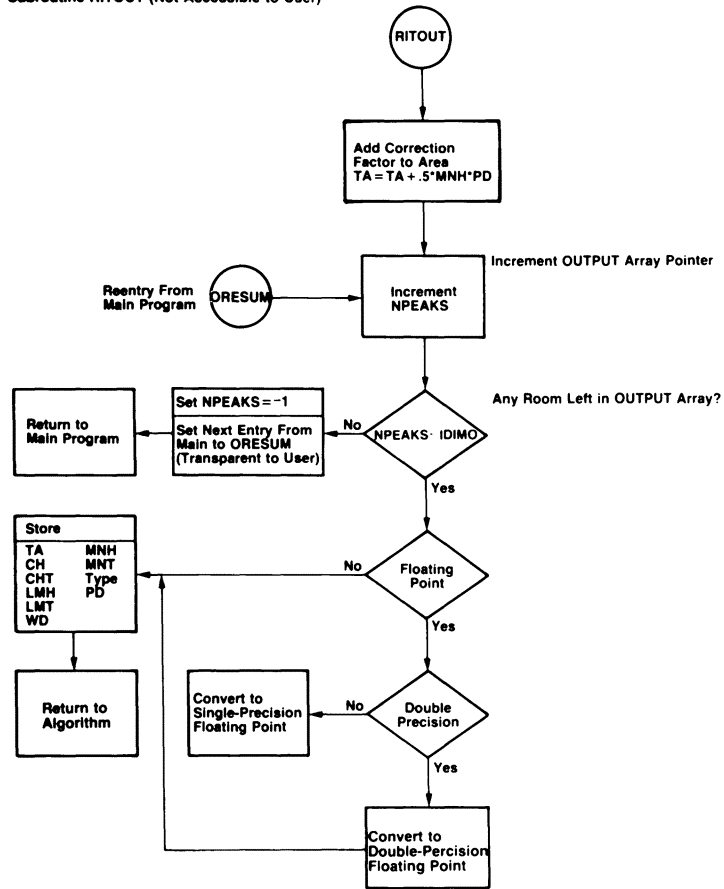 Subroutine RITOUT (Not Accessible to User)
RITOUT
Add Correction
Factor to Area
TA = TA + .5*MNH*PD
Increment OUTPUT Array Pointer
Reentry From
Main Program
ORESUM
Increment
NPEAKS
Any Room Left in OUTPUT Array?
Return to
Main Program
Set NPEAKS = -1
Set Next Entry From
Main to ORESUM
(Transparent to User)
No
NPEAKS· IDIMO
Yes
Store
TA MNH
CH MNT
CHT Type
LMH PD
LMT
WD
No
Floating
Point
Yes
Return to
Algorithm
Convert to
Single-Precision
Floating Point
No
Double
Precision
Yes
Convert to
Double-Percision
Floating Point